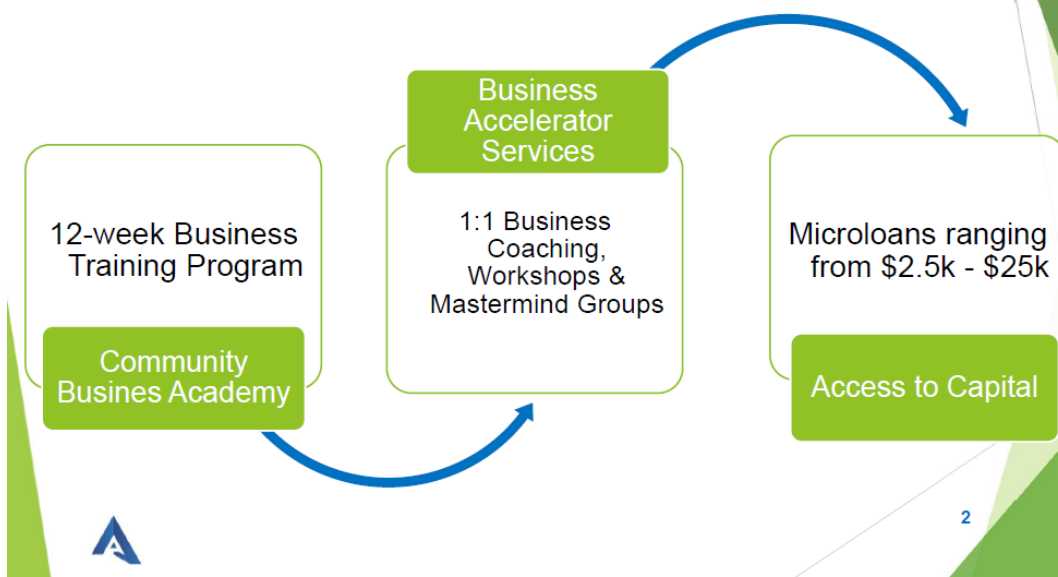 12-week Business
Training Program
Community
Busines Academy
Business
Accelerator
Services
1:1 Business
Coaching,
Workshops &
Mastermind Groups
Microloans ranging
from $2.5k - $25k
Access to Capital
A
2